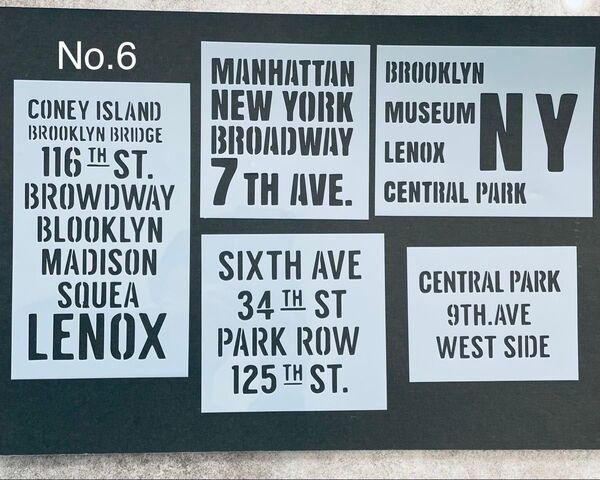 No.6
CONEY ISLAND
BROOKLYN BRIDGE
116 TH ST.
BROWDWAY
BLOOKLYN
MADISON
SQUEA
LENOX
MANHATTAN
NEW YORK
BROADWAY
7TH AVE.
BROOKLYN
MUSEUM
LENOX
CENTRAL PARK
NY
SIXTH AVE
34 TH ST
PARK ROW
125 TH ST.
CENTRAL PARK
9TH.AVE
WEST SIDE